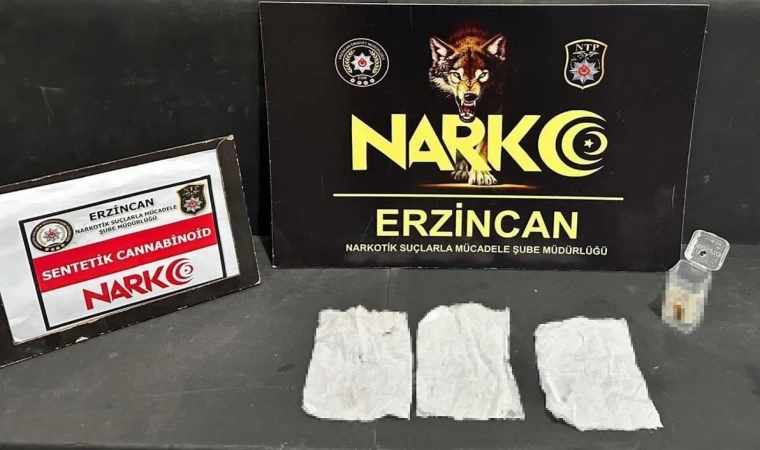 NTP
NARKO
ERZİNCAN
NARKOTİK SUÇLARLA MÜCADELE ŞUBE MÜDÜRLÜĞÜ
NTP
ERZİNCAN
NARKOTİK SUÇLARLA MÜCADELE
ŞUBE MÜDÜRLÜĞÜ
SENTETİK CANNABİNOİD
NARKO